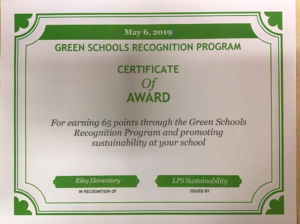 May 6, 2019
GREEN SCHOOLS RECOGNITION PROGRAM
CERTIFICATE
Of
AWARD
For earning 65 points through the Green Schools
Recognition Program and promoting
sustainability at your school
Riley Elementary
LPS Sustainability
IN RECOGNITION OF
ISSUED BY